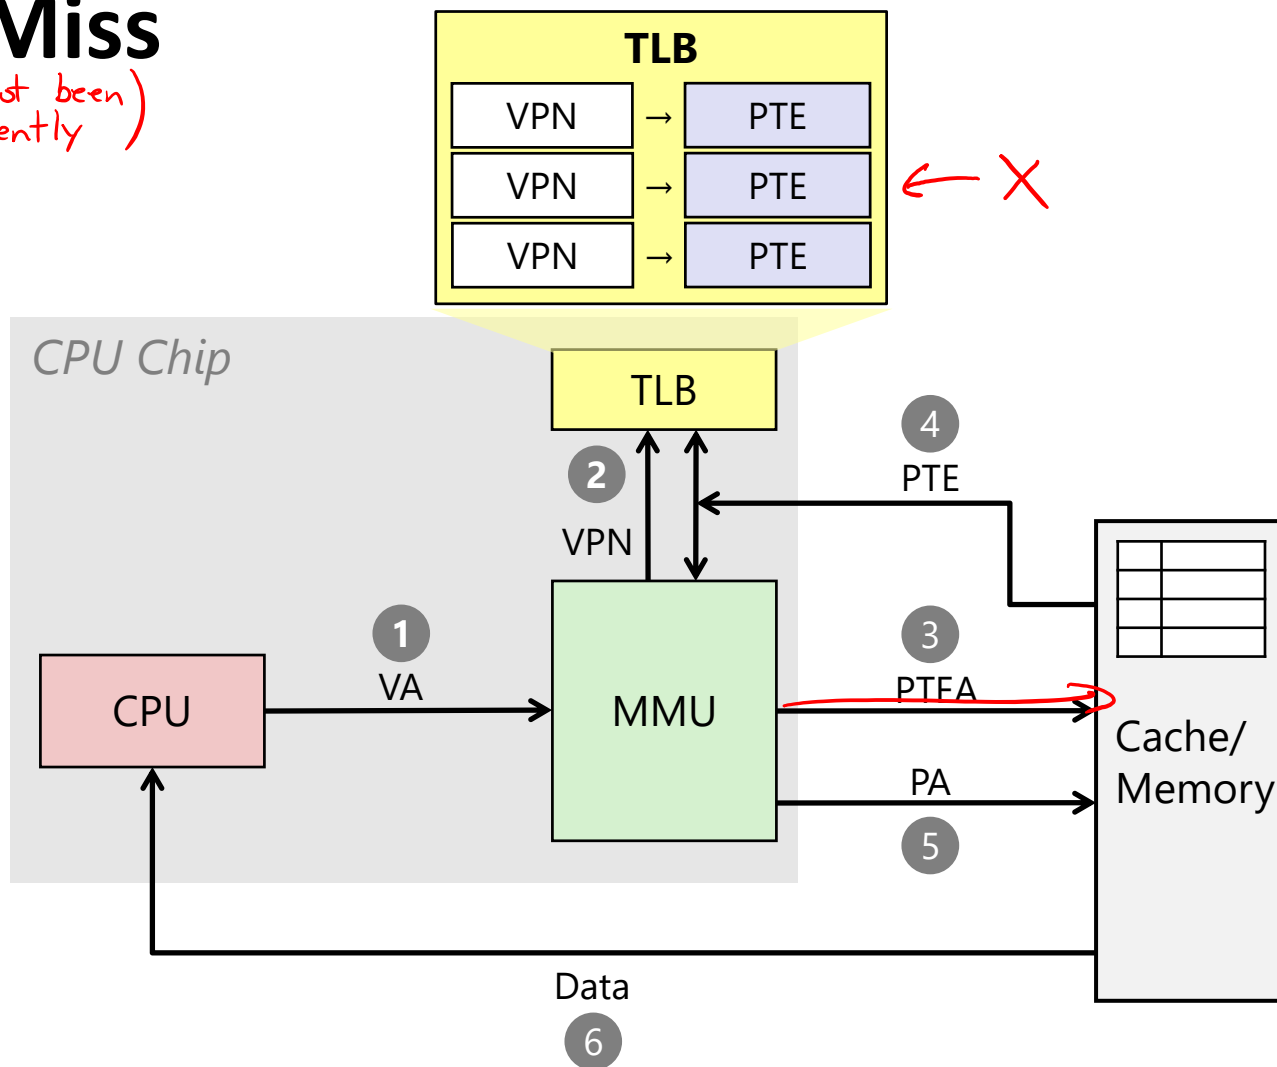 Miss
been)
TLB
VPN → PTE
VPN → PTE
VPN → PTE
← X
CPU Chip
TLB
4
PTE
2
VPN
1
VA
3
PTEA
CPU
MMU
Cache/
Memory
PA
5
Data
6